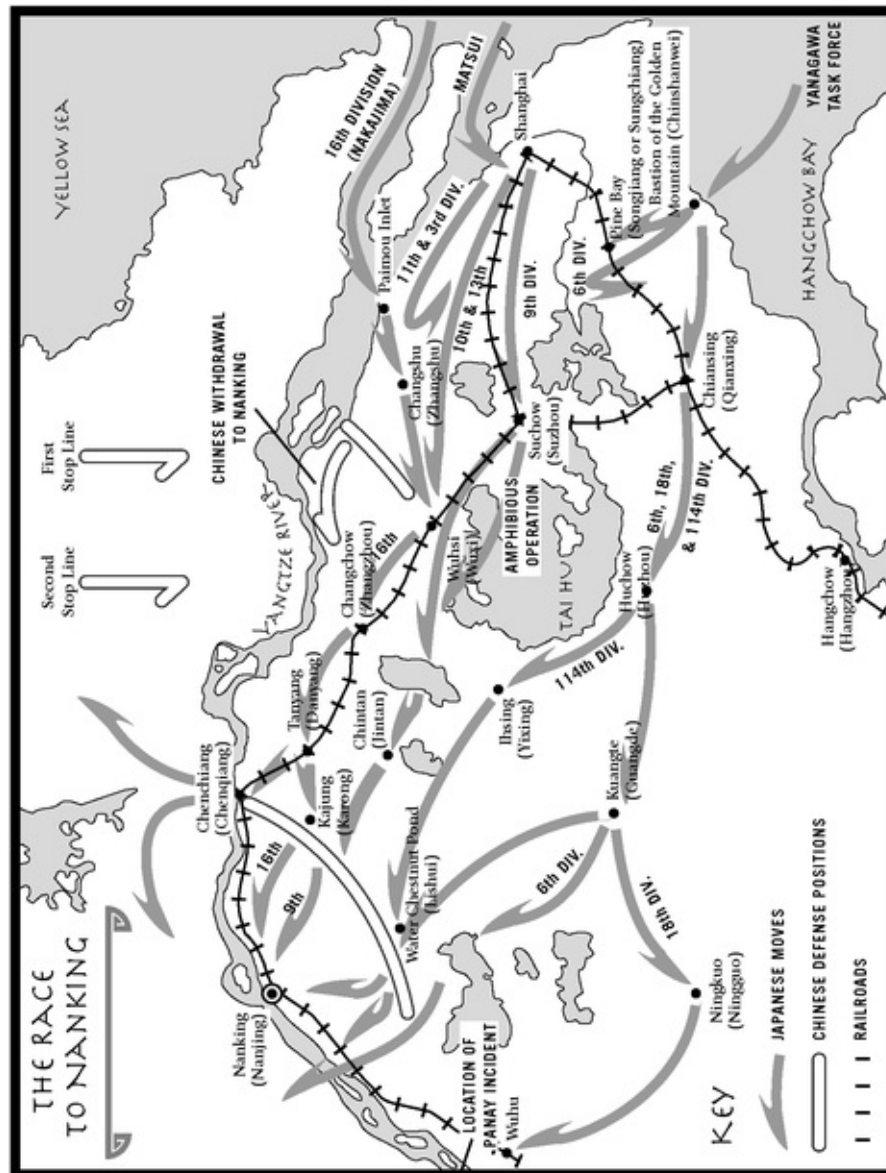 THE RACE
TO NANKING
YELLOW SEA
First
Stop Line
Second
Stop Line
CHINESE WITHDRAWAL
TO NANKING
16th DIVISION
(NAKAJIMA)
MATSUI
YANGTZE RIVER
Paimou Inlet
11th & 3rd DIV.
Shanghai
Chenchiang
(Chenqiang)
Changshu
(Zhangshu)
10th & 13th
9th DIV.
Tanyang
(Danyang)
Changchow
(Zhangzhou)
16th
Wuhsi
(Wuxi)
Suchow
(Suzhou)
AMPHIBIOUS
OPERATION
Pine Bay
(Songjiang or Sungchiang)
Bastion of the Golden
Mountain (Chinshanwei)
6th DIV.
YANAGAWA
TASK FORCE
Nanking
(Nanjing)
16th
9th
Kajung
(Karong)
Chintan
(Jintan)
TAI HU
Water Chestnut Pond
(Lishui)
Ihsing
(Yixing)
114th DIV.
Huchow
(Huzhou)
6th, 18th,
& 114th DIV.
Chiansing
(Qianxing)
HANGCHOW BAY
LOCATION OF
PANAY INCIDENT
Wuhu
6th DIV.
Kuangte
(Guangde)
18th DIV.
Ningkuo
(Ningguo)
Hangchow
(Hangzhou)
KEY
JAPANESE MOVES
CHINESE DEFENSE POSITIONS
RAILROADS